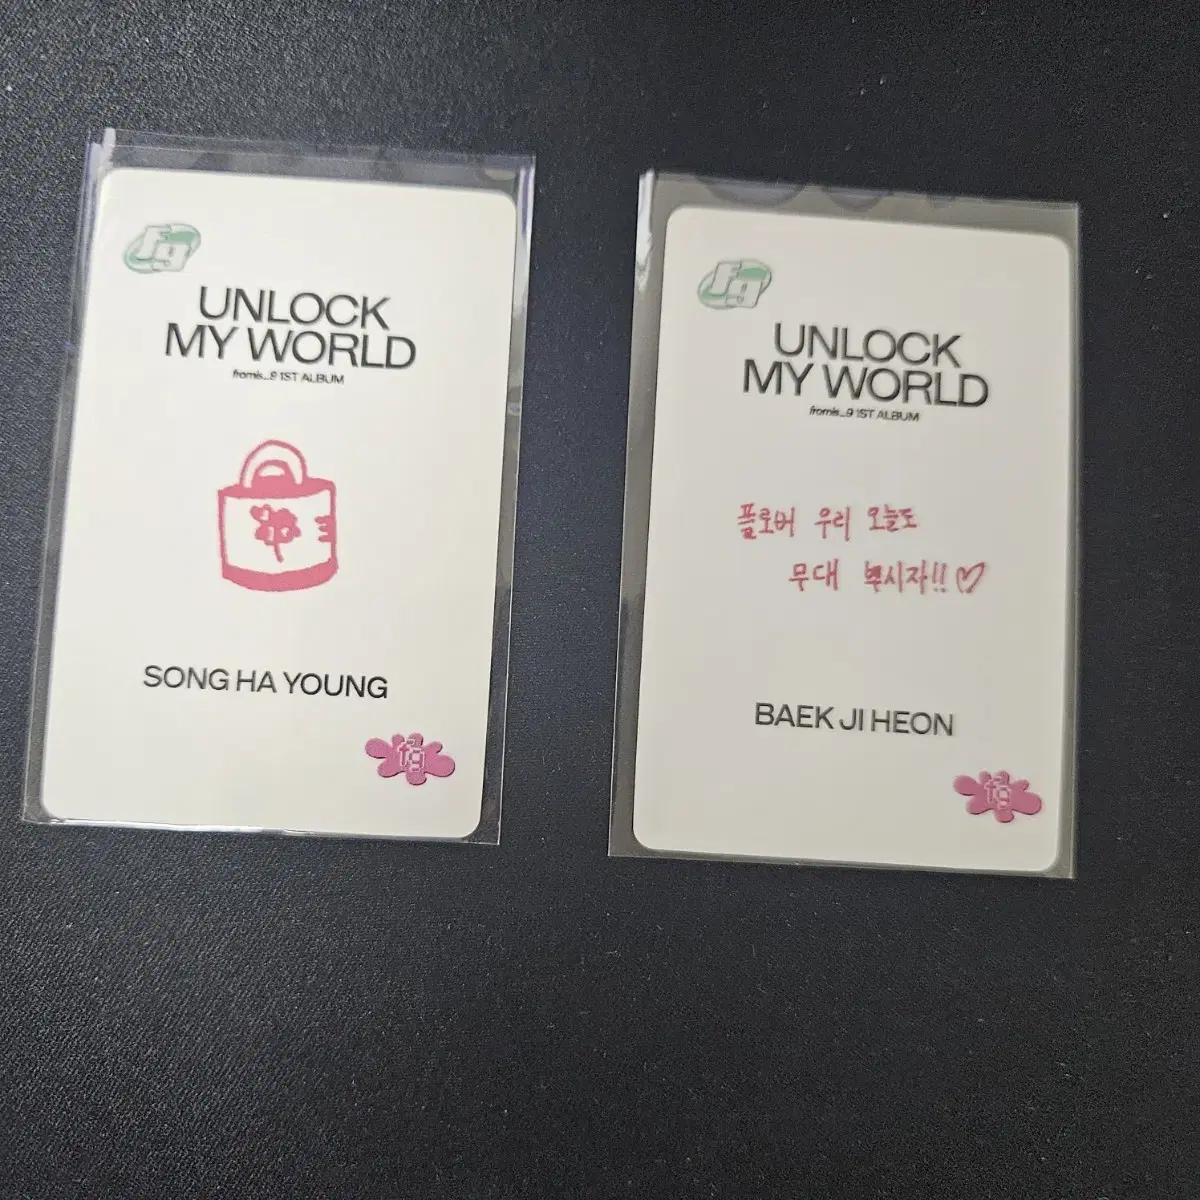 fg
UNLOCK
MY WORLD
fromis_9 1ST ALBUM
SONG HA YOUNG
fg
fg
UNLOCK
MY WORLD
fromis_9 1ST ALBUM
플로버 우리 오늘도
무대 뿌시자!!♡
BAEK JI HEON
fg